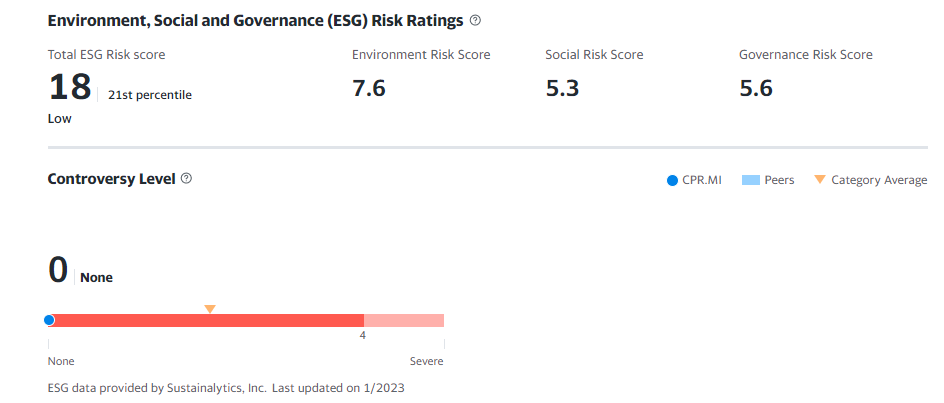 Environment, Social and Governance (ESG) Risk Ratings
Total ESG Risk score
Environment Risk Score
Social Risk Score
Governance Risk Score
18
21st percentile
7.6
5.3
5.6
Low
Controversy Level
CPR.MI
Peers
Category Average
0
None
4
None
Severe
ESG data provided by Sustainalytics, Inc. Last updated on 1/2023